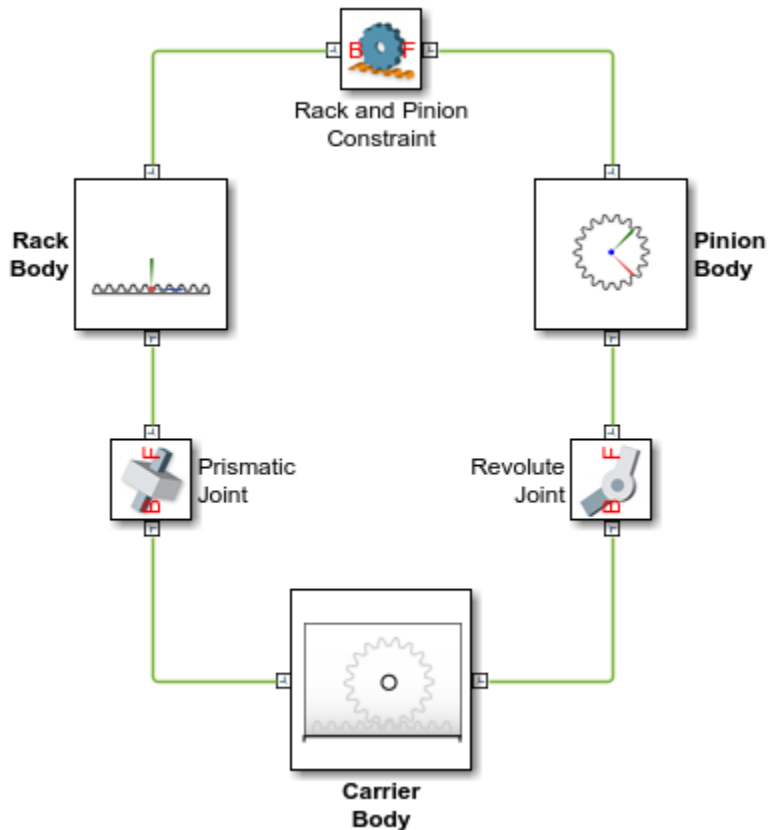 B F
Rack and Pinion
Constraint
Rack
Body
Pinion
Body
F
B
Prismatic
Joint
Revolute
Joint
F
B
Carrier
Body